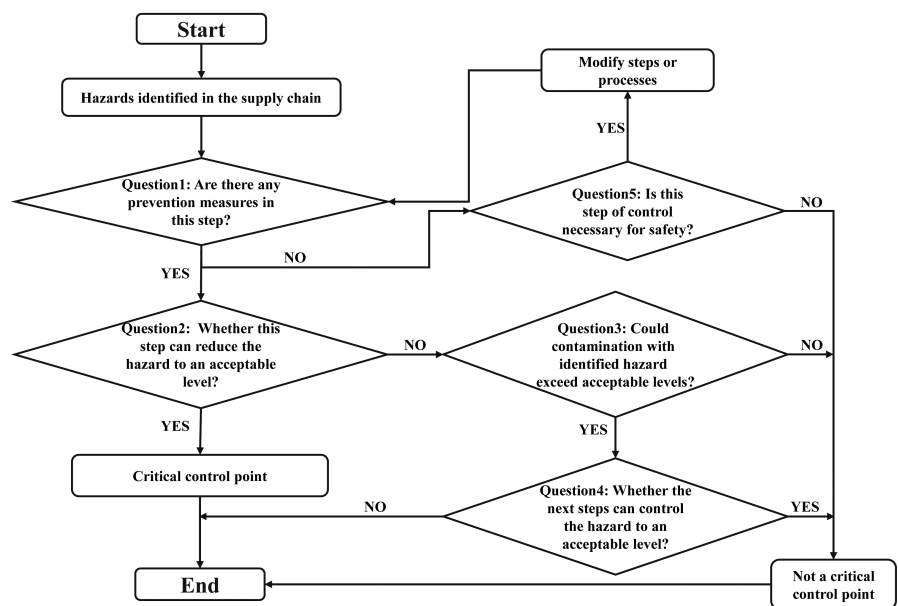 Start
Hazards identified in the supply chain
Modify steps or
processes
YES
Question1: Are there any
prevention measures in
this step?
Question5: Is this
step of control
necessary for safety?
NO
NO
YES
Question2: Whether this
step can reduce the
hazard to an acceptable
level?
NO
Question3: Could
contamination with
identified hazard
exceed acceptable levels?
NO
YES
YES
Critical control point
Question4: Whether the
next steps can control
the hazard to an
acceptable level?
NO
YES
End
Not a critical
control point